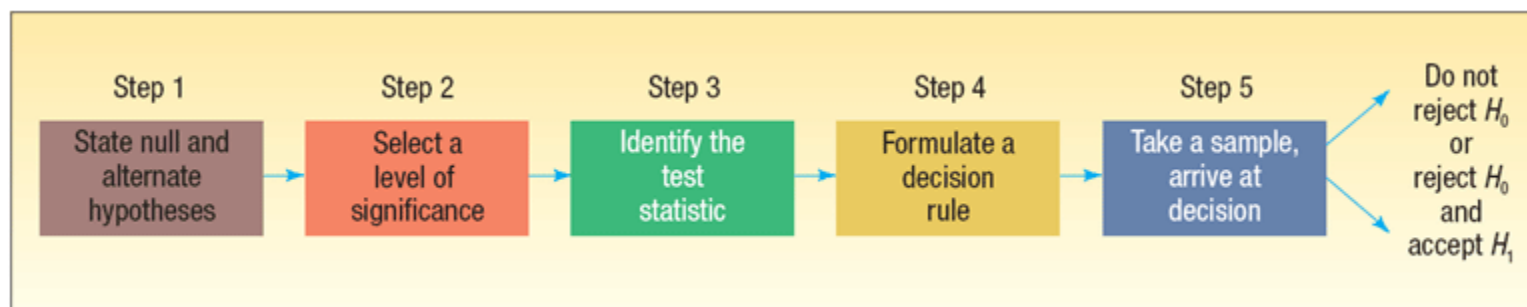 Step 1
State null and
alternate
hypotheses
Step 2
Select a
level of
significance
Step 3
Identify the
test
statistic
Step 4
Formulate a
decision
rule
Step 5
Take a sample,
arrive at
decision
Do not
reject H₀
or
reject H₀
and
accept H₁